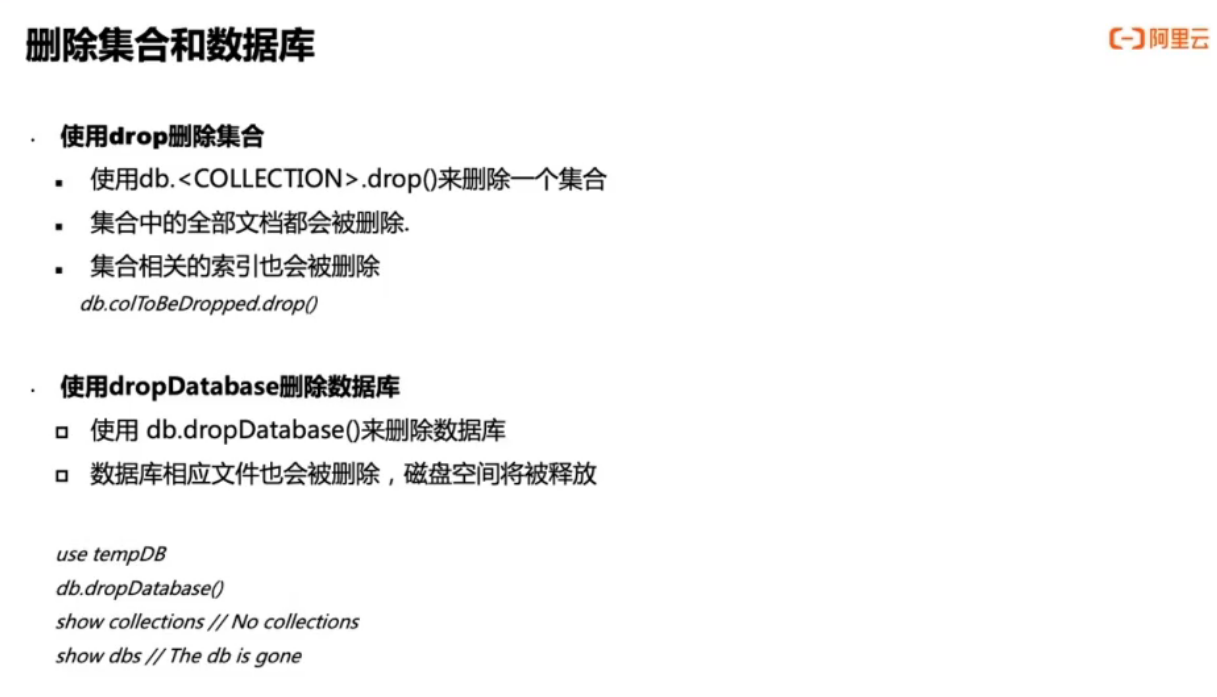 删除集合和数据库
阿里云
· 使用drop删除集合
▪ 使用db.<COLLECTION>.drop()来删除一个集合
▪ 集合中的全部文档都会被删除.
▪ 集合相关的索引也会被删除
db.colToBeDropped.drop()
· 使用dropDatabase删除数据库
▫ 使用 db.dropDatabase()来删除数据库
▫ 数据库相应文件也会被删除，磁盘空间将被释放
use tempDB
db.dropDatabase()
show collections // No collections
show dbs // The db is gone